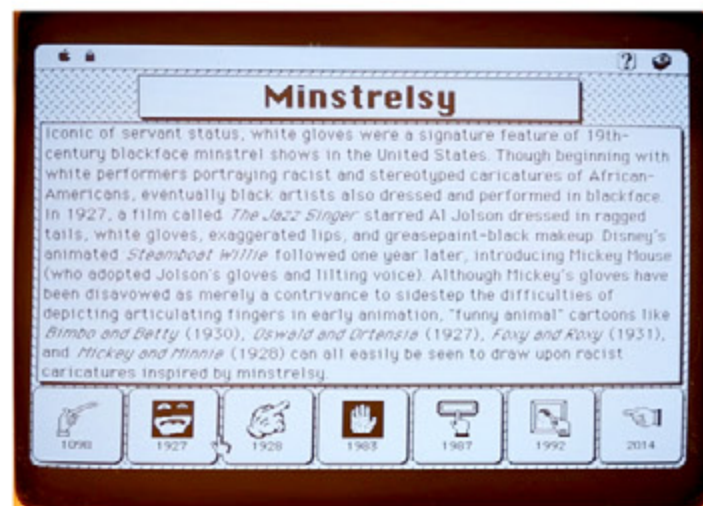 Minstrelsy
Iconic of servant status, white gloves were a signature feature of 19th-
century blackface minstrel shows in the United States. Though beginning with
white performers portraying racist and stereotyped caricatures of African-
Americans, eventually black artists also dressed and performed in blackface.
In 1927, a film called The Jazz Singer starred Al Jolson dressed in ragged
tails, white gloves, exaggerated lips, and greasepaint-black makeup. Disney's
animated Steamboat Willie followed one year later, introducing Mickey Mouse
(who adopted Jolson's gloves and lilting voice). Although Mickey's gloves have
been disavowed as merely a contrivance to sidestep the difficulties of
depicting articulating fingers in early animation, "funny animal" cartoons like
Bimbo and Betty (1930), Oswald and Ortensia (1927), Foxy and Roxy (1931),
and Mickey and Minnie (1928) can all easily be seen to draw upon racist
caricatures inspired by minstrelsy.
1098 1927 1928 1983 1987 1992 2014